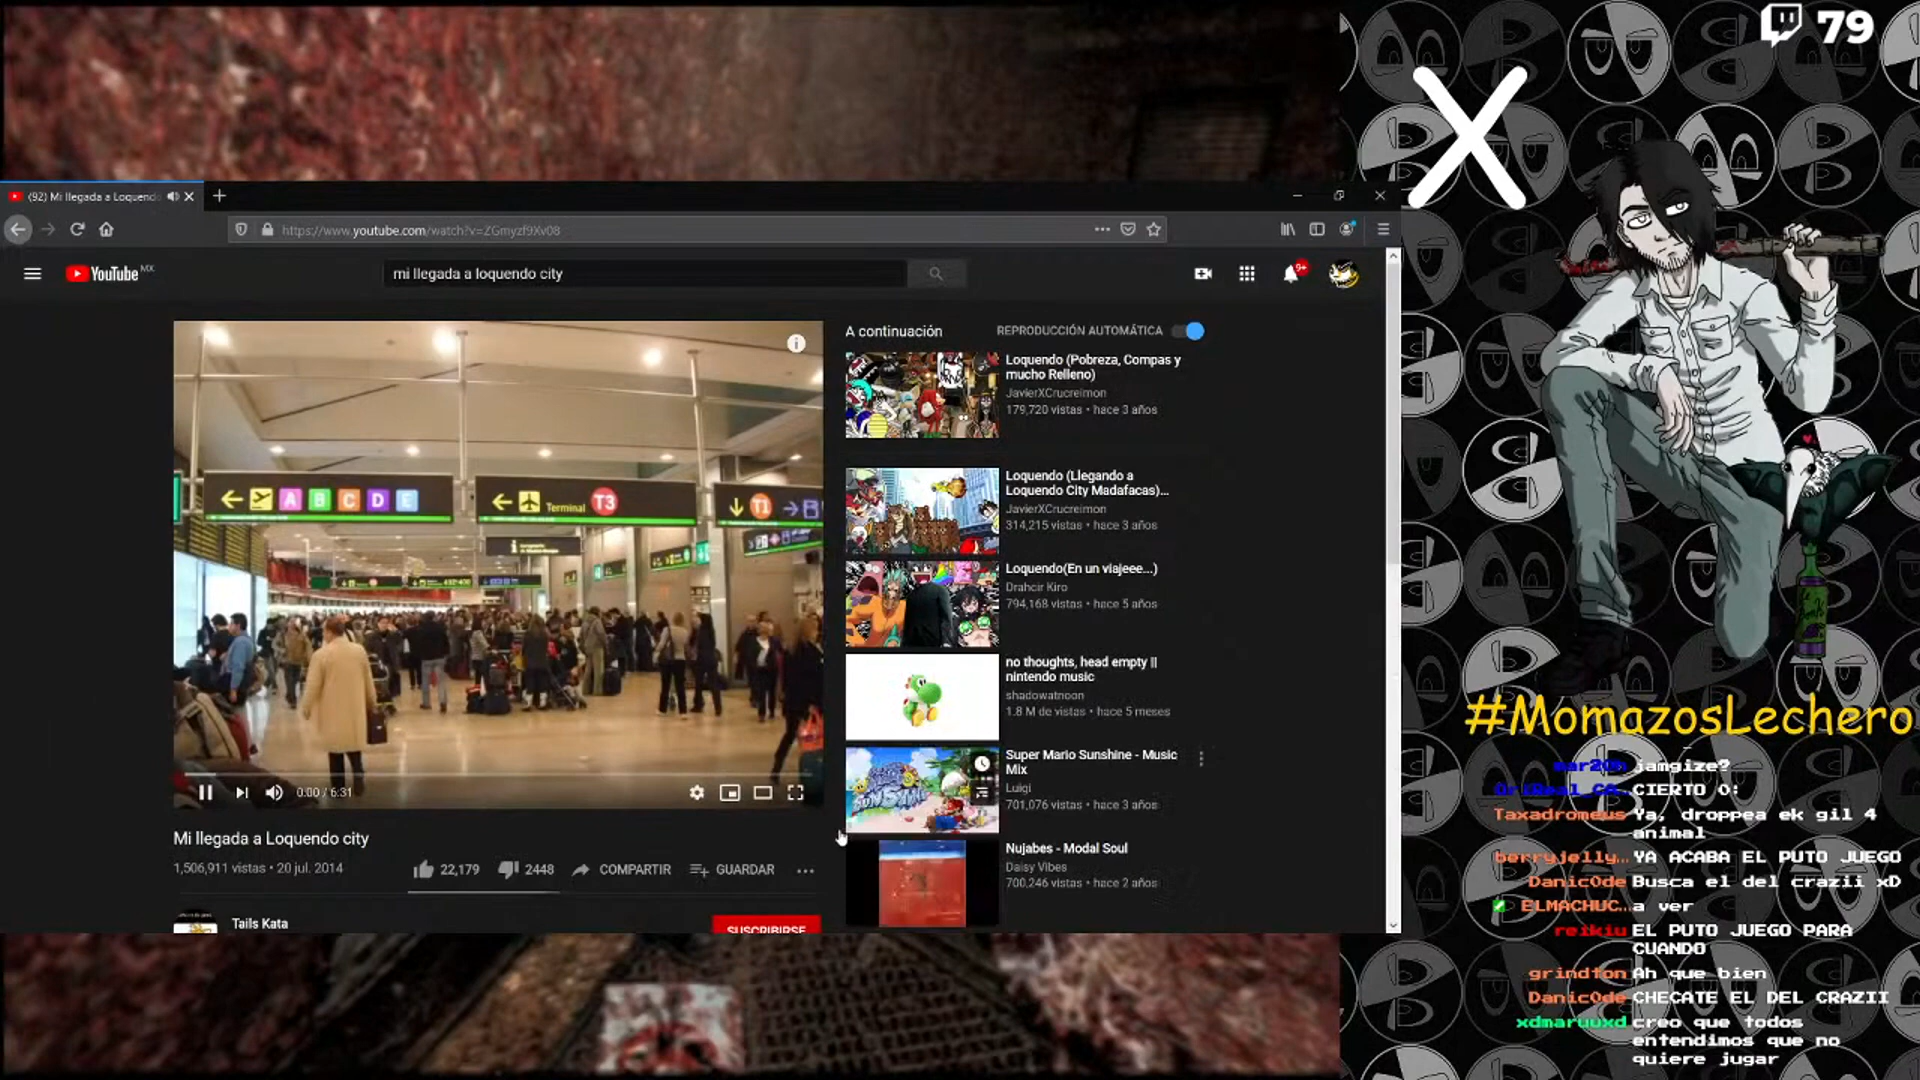 79
X
(92) Mi llegada a Loquendo
https://www.youtube.com/watch?v=ZGmyzf9Xv08
YouTube MX
mi llegada a loquendo city
9+
A B C D E
Terminal T3
T1
0:00 / 6:31
Mi llegada a Loquendo city
1,506,911 vistas • 20 jul. 2014
22,179
2448
COMPARTIR
GUARDAR
Tails Kata
SUSCRIBIRSE
A continuación
REPRODUCCIÓN AUTOMÁTICA
Loquendo (Pobreza, Compas y
mucho Relleno)
JavierXCrucreimon
179,720 vistas • hace 3 años
Loquendo (Llegando a
Loquendo City Madafacas)...
JavierXCrucreimon
314,215 vistas • hace 3 años
Loquendo(En un viajeee...)
Drahcir Kiro
794,168 vistas • hace 5 años
no thoughts, head empty ||
nintendo music
shadowatnoon
1.8 M de vistas • hace 5 meses
Super Mario Sunshine - Music
Mix
Luigi
701,076 vistas • hace 3 años
Nujabes - Modal Soul
Daisy Vibes
700,246 vistas • hace 2 años
#MomazosLechero
jamgize?
CIERTO O:
Taxadromeus Ya, droppea ek gil 4
animal
berryjelly... YA ACABA EL PUTO JUEGO
DanicOde Busca el del crazii xD
ELMACHUC... a ver
reikiu EL PUTO JUEGO PARA
CUANDO
grindton Ah que bien
DanicOde CHECATE EL DEL CRAZII
xdmaruuxd creo que todos
entendimos que no
quiere jugar